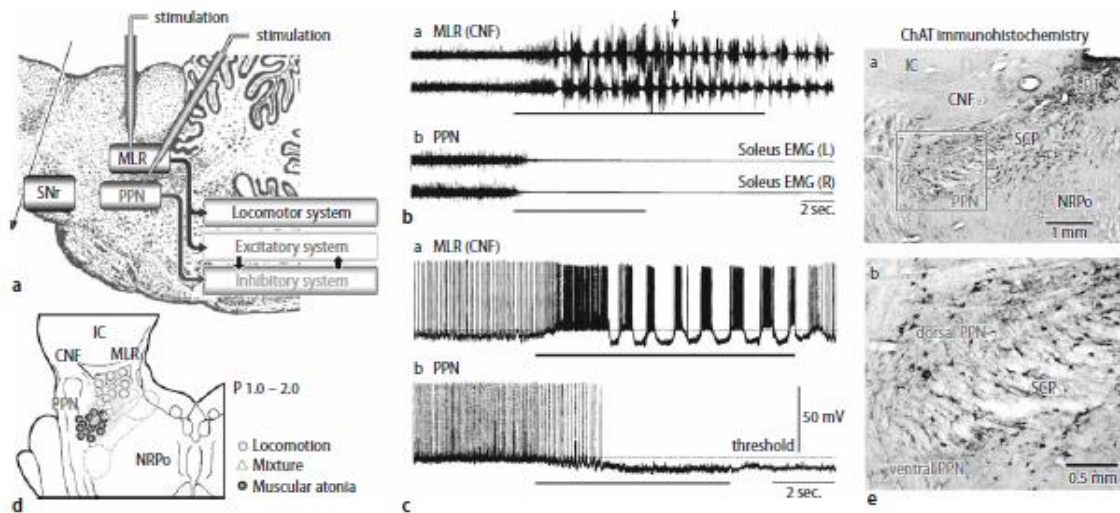 stimulation
stimulation
MLR
SNr
PPN
Locomotor system
Excitatory system
Inhibitory system
a
a MLR (CNF)
b PPN
Soleus EMG (L)
Soleus EMG (R)
2 sec.
b
a MLR (CNF)
b PPN
50 mV
threshold
2 sec.
c
IC
CNF
MLR
P 1.0 – 2.0
PPN
NRPo
Locomotion
Mixture
Muscular atonia
d
ChAT immunohistochemistry
a
IC
CNF
SCP
PPN
NRPo
1 mm
b
dorsal PPN
SCP
ventral PPN
0.5 mm
e